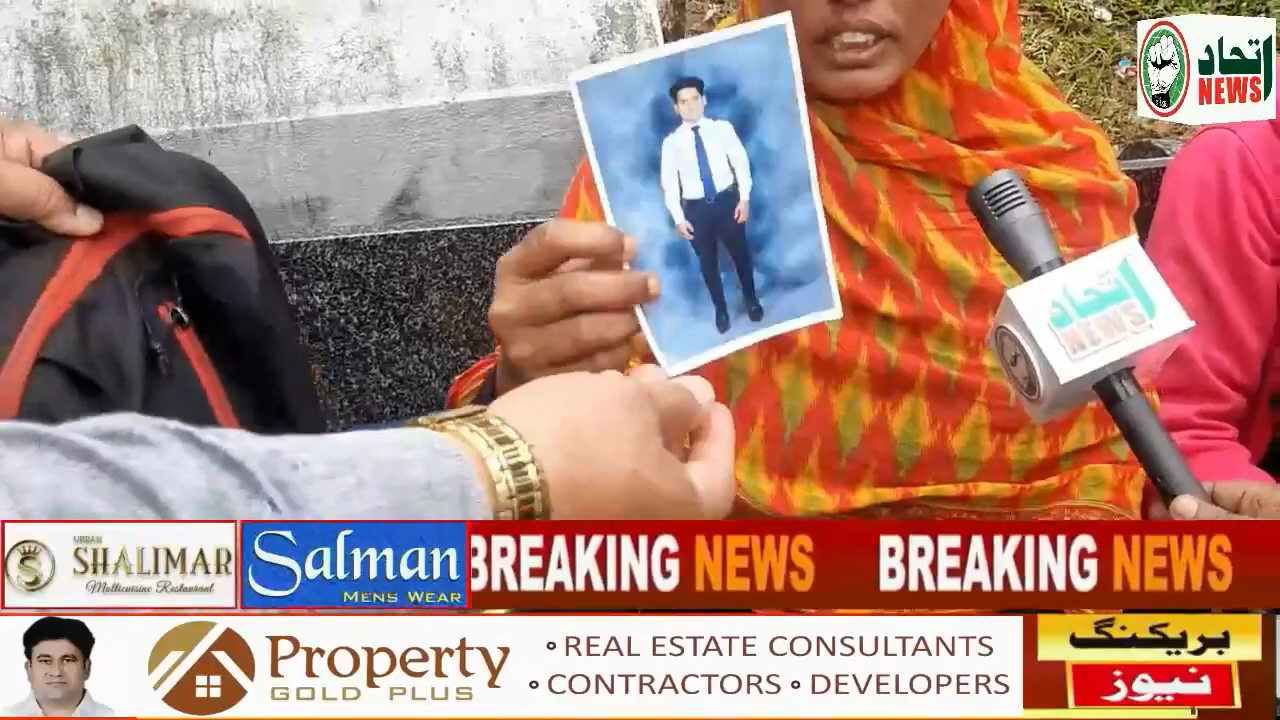 اتحاد
NEWS
اتحاد
NEWS
URBAN
SHALIMAR
Multicuisine Restaurant
Salman
MENS WEAR
BREAKING NEWS BREAKING NEWS
Property
GOLD PLUS
• REAL ESTATE CONSULTANTS
• CONTRACTORS • DEVELOPERS
بریکنگ
نیوز